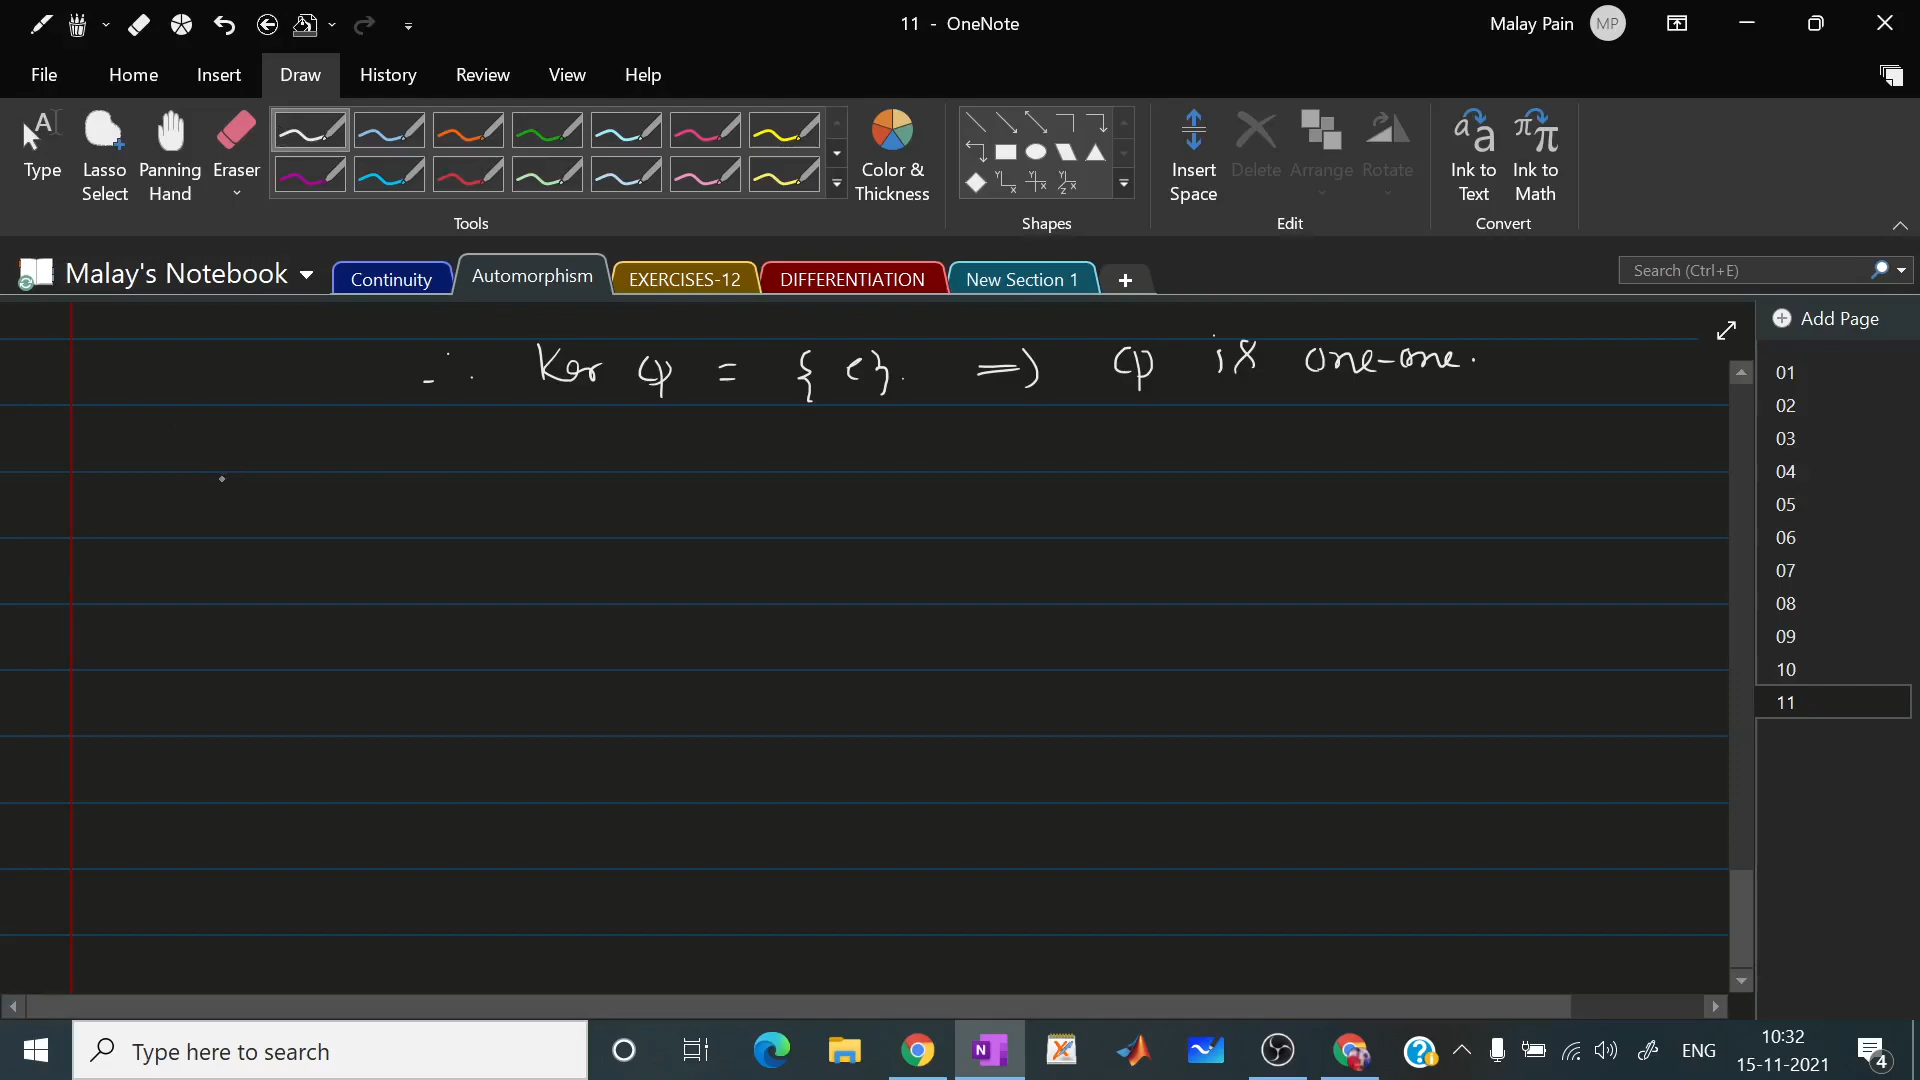 11 - OneNote
Malay Pain
MP
File
Home
Insert
Draw
History
Review
View
Help
Type
Lasso
Select
Panning
Hand
Eraser
Color &
Thickness
Insert
Space
Delete
Arrange
Rotate
Ink to
Text
Ink to
Math
Tools
Shapes
Edit
Convert
Malay's Notebook
Continuity
Automorphism
EXERCISES-12
DIFFERENTIATION
New Section 1
Search (Ctrl+E)
Add Page
∴ Ker φ = {e}. ⇒ φ is one-one.
01
02
03
04
05
06
07
08
09
10
11
Type here to search
ENG
10:32
15-11-2021
4